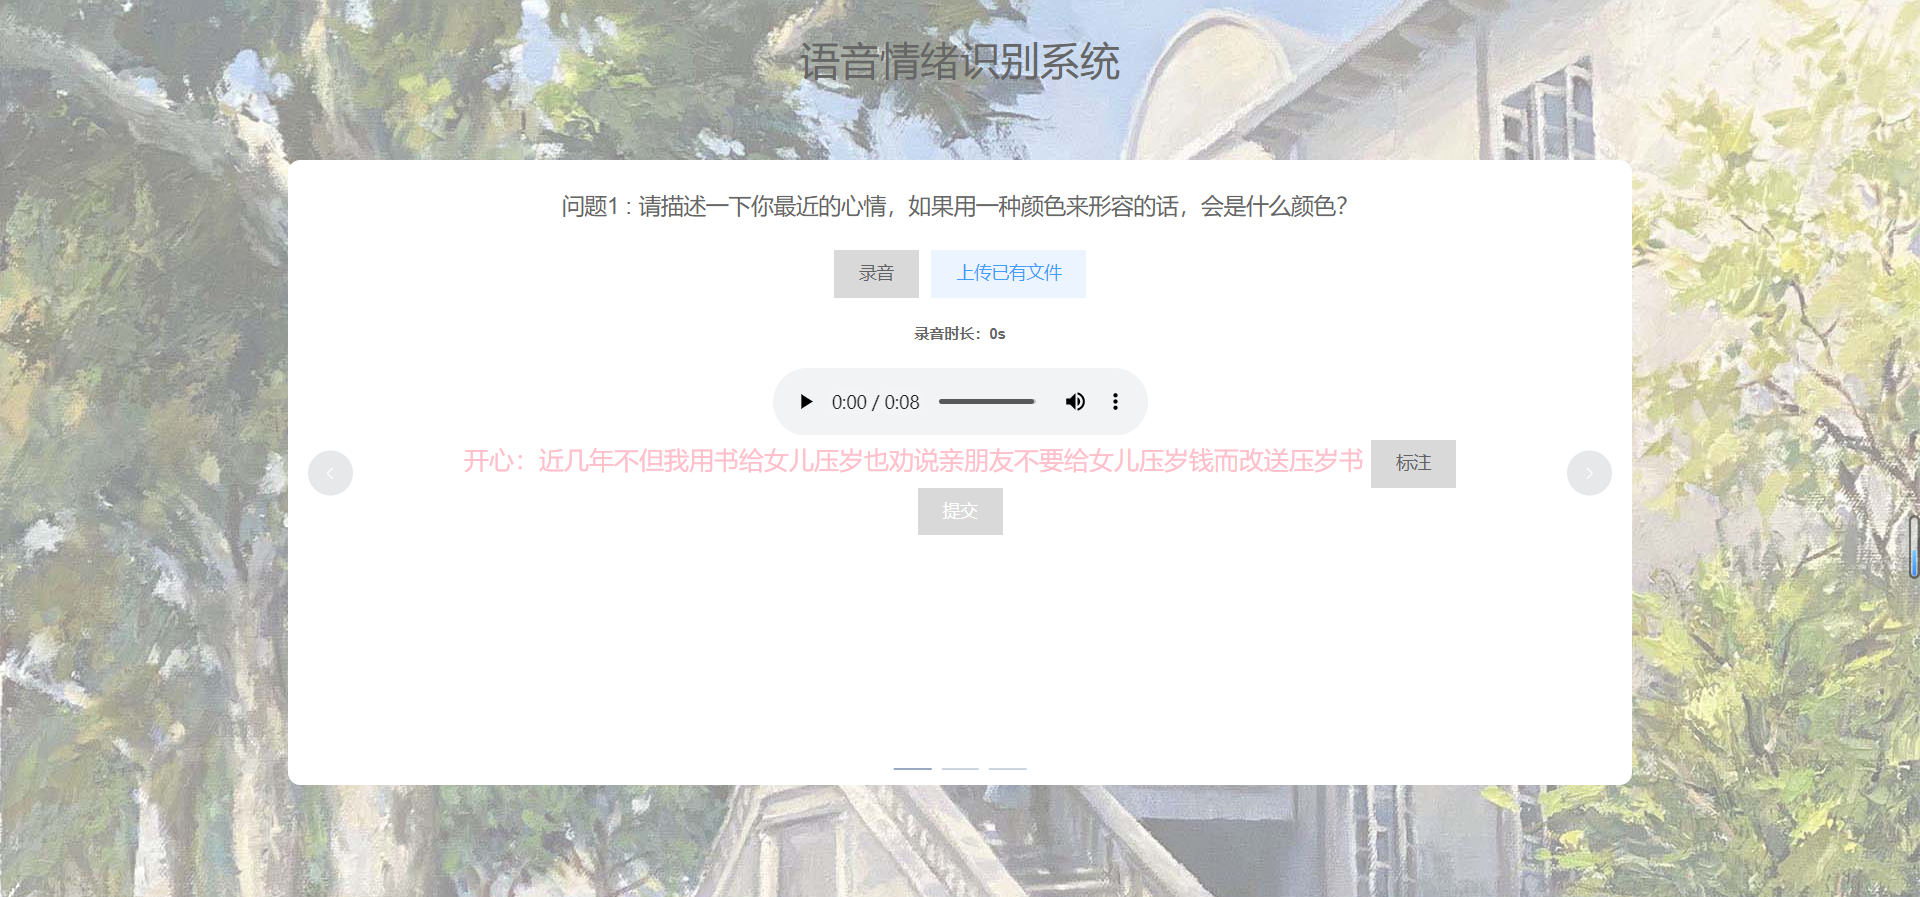 语音情绪识别系统
问题1 : 请描述一下你最近的心情，如果用一种颜色来形容的话，会是什么颜色?
录音 上传已有文件
录音时长：0s
0:00 / 0:08
开心：近几年不但我用书给女儿压岁也劝说亲朋友不要给女儿压岁钱而改送压岁书 标注
提交